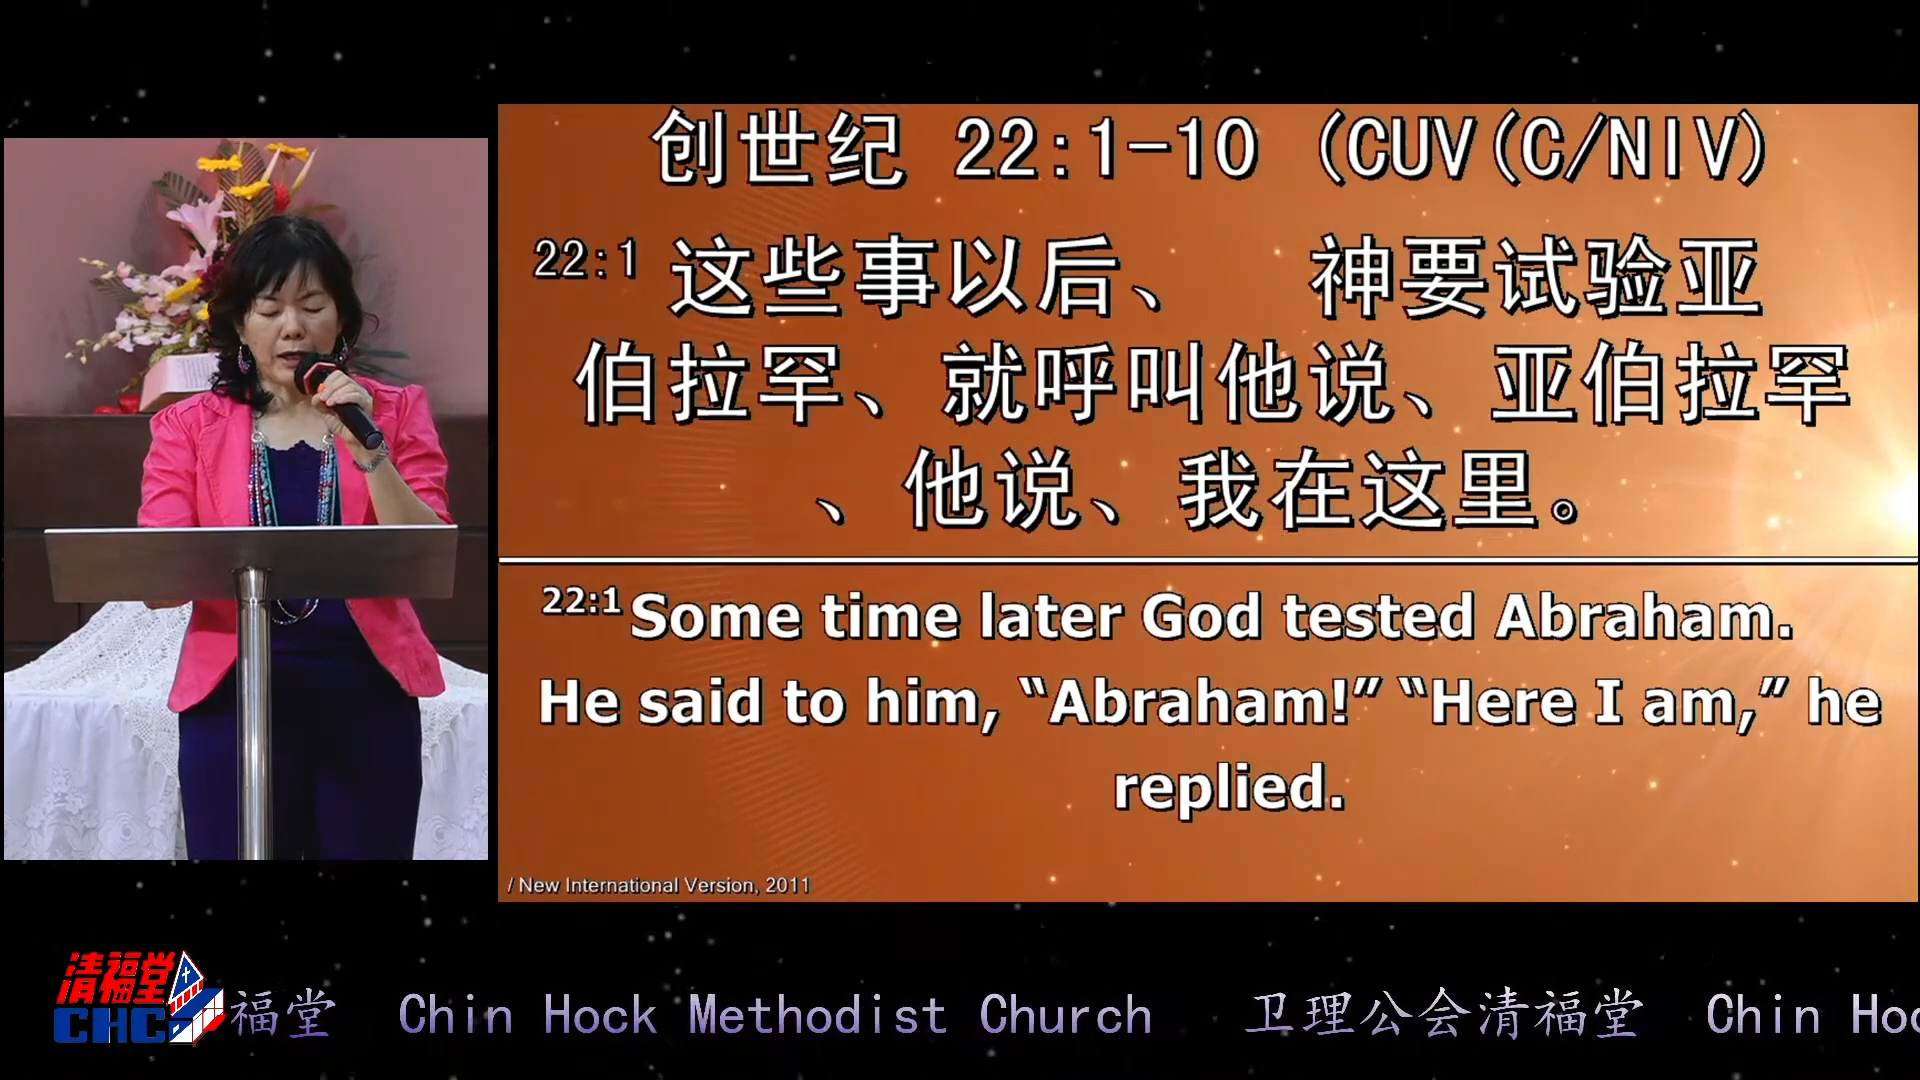 创世纪 22:1-10 (CUV(C/NIV)
22:1 这些事以后、 神要试验亚
伯拉罕、就呼叫他说、亚伯拉罕
、他说、我在这里。
22:1 Some time later God tested Abraham.
He said to him, “Abraham!” “Here I am,” he
replied.
/ New International Version, 2011
清福堂
CHC
福堂 Chin Hock Methodist Church 卫理公会清福堂 Chin Hoc